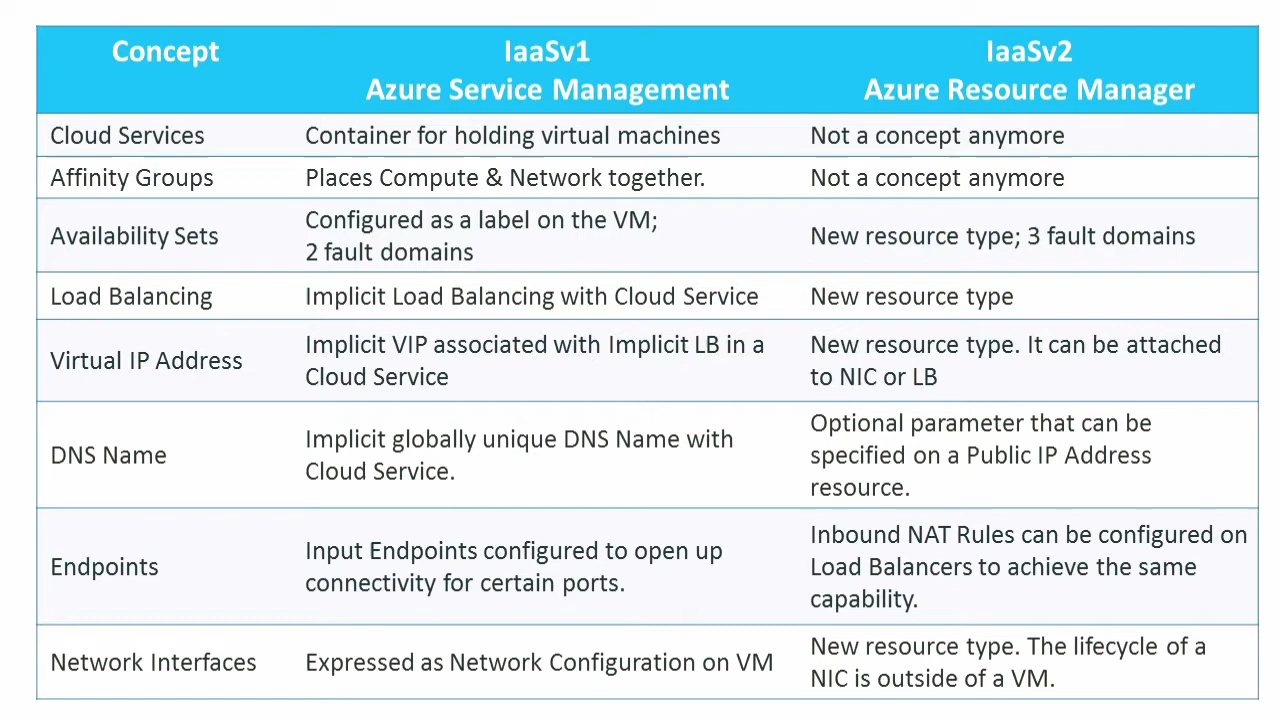 Concept
IaaSv1
Azure Service Management
IaaSv2
Azure Resource Manager
Cloud Services
Container for holding virtual machines
Not a concept anymore
Affinity Groups
Places Compute & Network together.
Not a concept anymore
Availability Sets
Configured as a label on the VM;
2 fault domains
New resource type; 3 fault domains
Load Balancing
Implicit Load Balancing with Cloud Service
New resource type
Virtual IP Address
Implicit VIP associated with Implicit LB in a
Cloud Service
New resource type. It can be attached
to NIC or LB
DNS Name
Implicit globally unique DNS Name with
Cloud Service.
Optional parameter that can be
specified on a Public IP Address
resource.
Endpoints
Input Endpoints configured to open up
connectivity for certain ports.
Inbound NAT Rules can be configured on
Load Balancers to achieve the same
capability.
Network Interfaces
Expressed as Network Configuration on VM
New resource type. The lifecycle of a
NIC is outside of a VM.